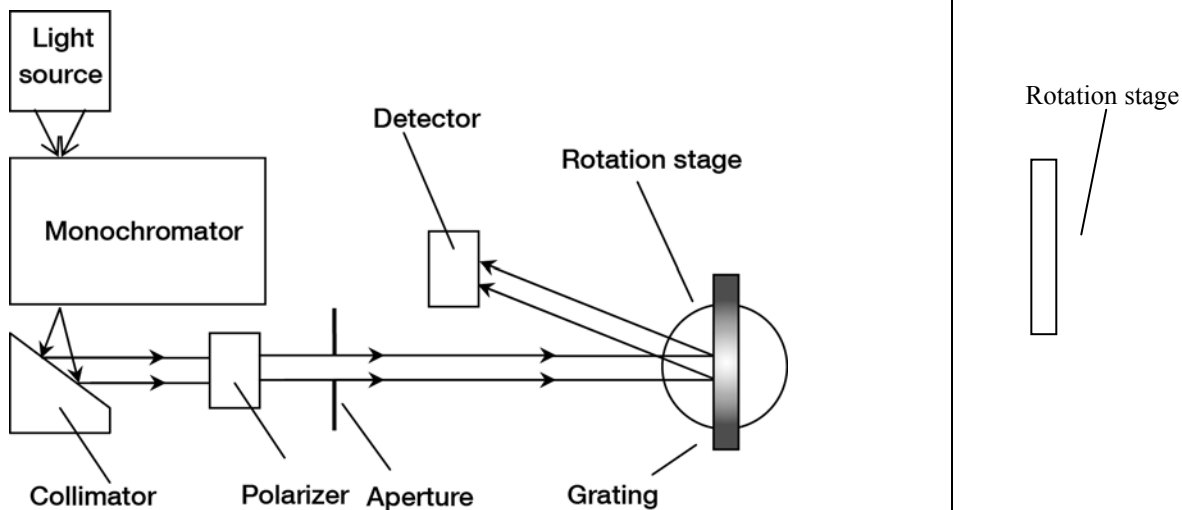 Light
source
Monochromator
Detector
Rotation stage
Collimator
Polarizer
Aperture
Grating
Rotation stage